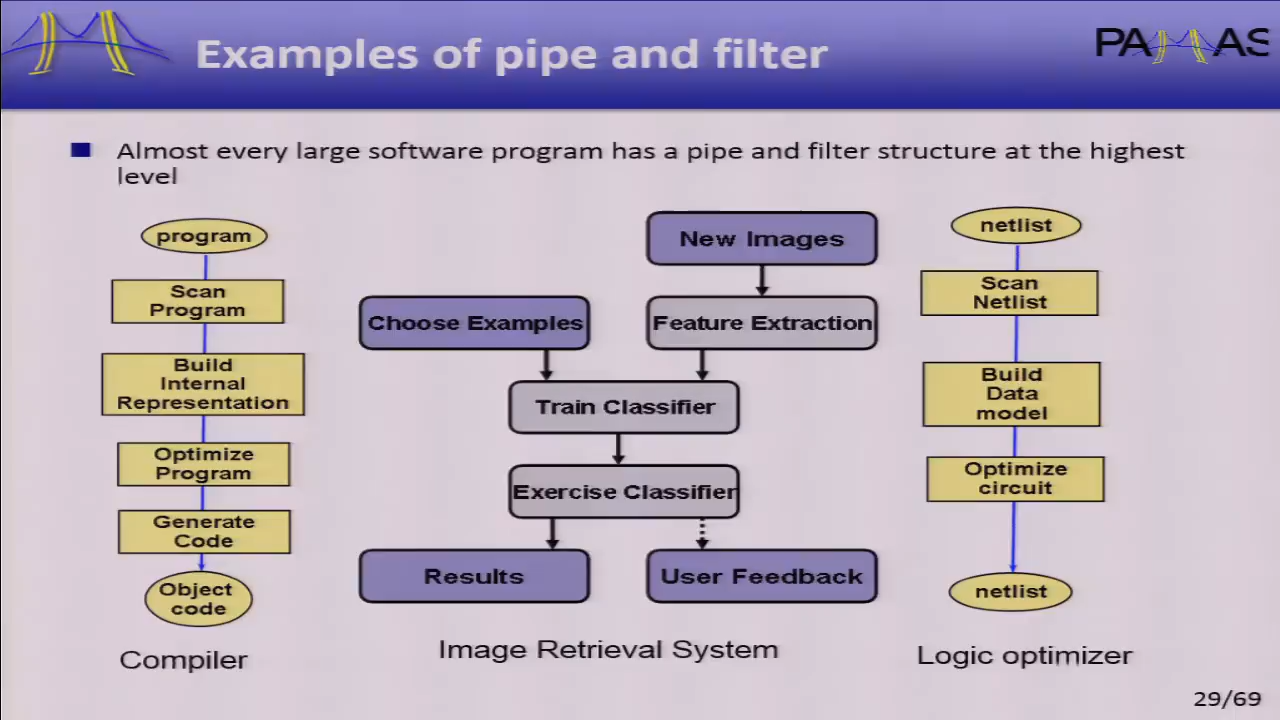 Examples of pipe and filter
PAMAS
Almost every large software program has a pipe and filter structure at the highest
level
program
Scan
Program
Build
Internal
Representation
Optimize
Program
Generate
Code
Object
code
Compiler
New Images
Choose Examples
Feature Extraction
Train Classifier
Exercise Classifier
Results
User Feedback
Image Retrieval System
netlist
Scan
Netlist
Build
Data
model
Optimize
circuit
netlist
Logic optimizer
29/69